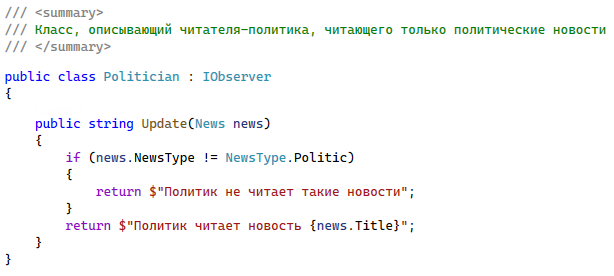 /// <summary>
/// Класс, описывающий читателя-политика, читающего только политические новости
/// </summary>
public class Politician : IObserver
{
public string Update(News news)
{
if (news.NewsType != NewsType.Politic)
{
return $"Политик не читает такие новости";
}
return $"Политик читает новость {news.Title}";
}
}